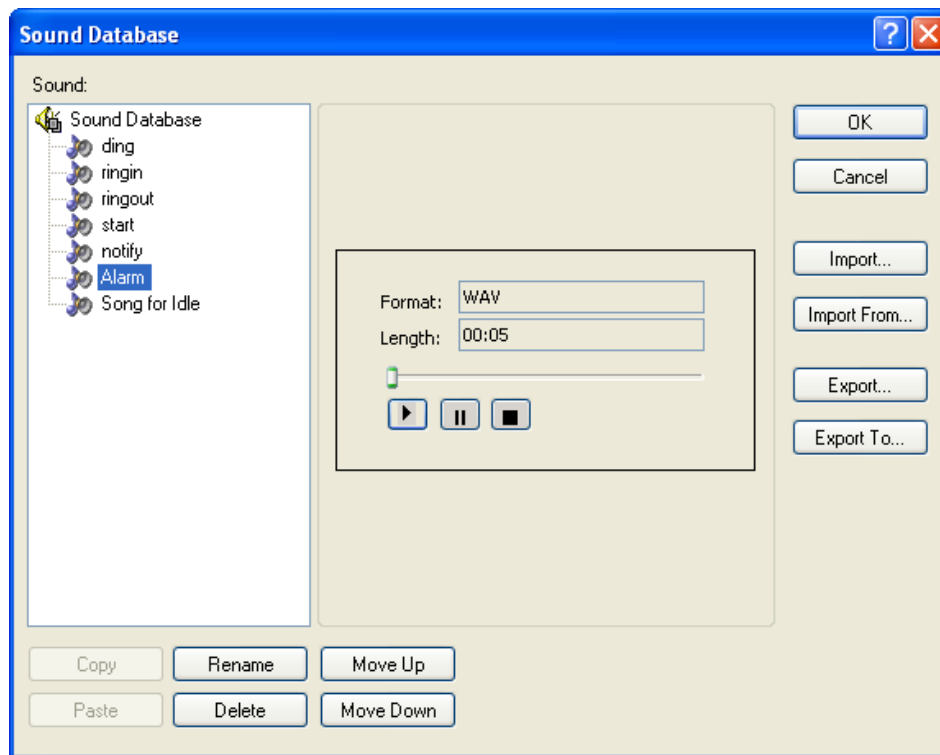 Sound Database
Sound:
Sound Database
ding
ringin
ringout
start
notify
Alarm
Song for Idle
Format: WAV
Length: 00:05
OK
Cancel
Import...
Import From...
Export...
Export To...
Copy Rename Move Up
Paste Delete Move Down